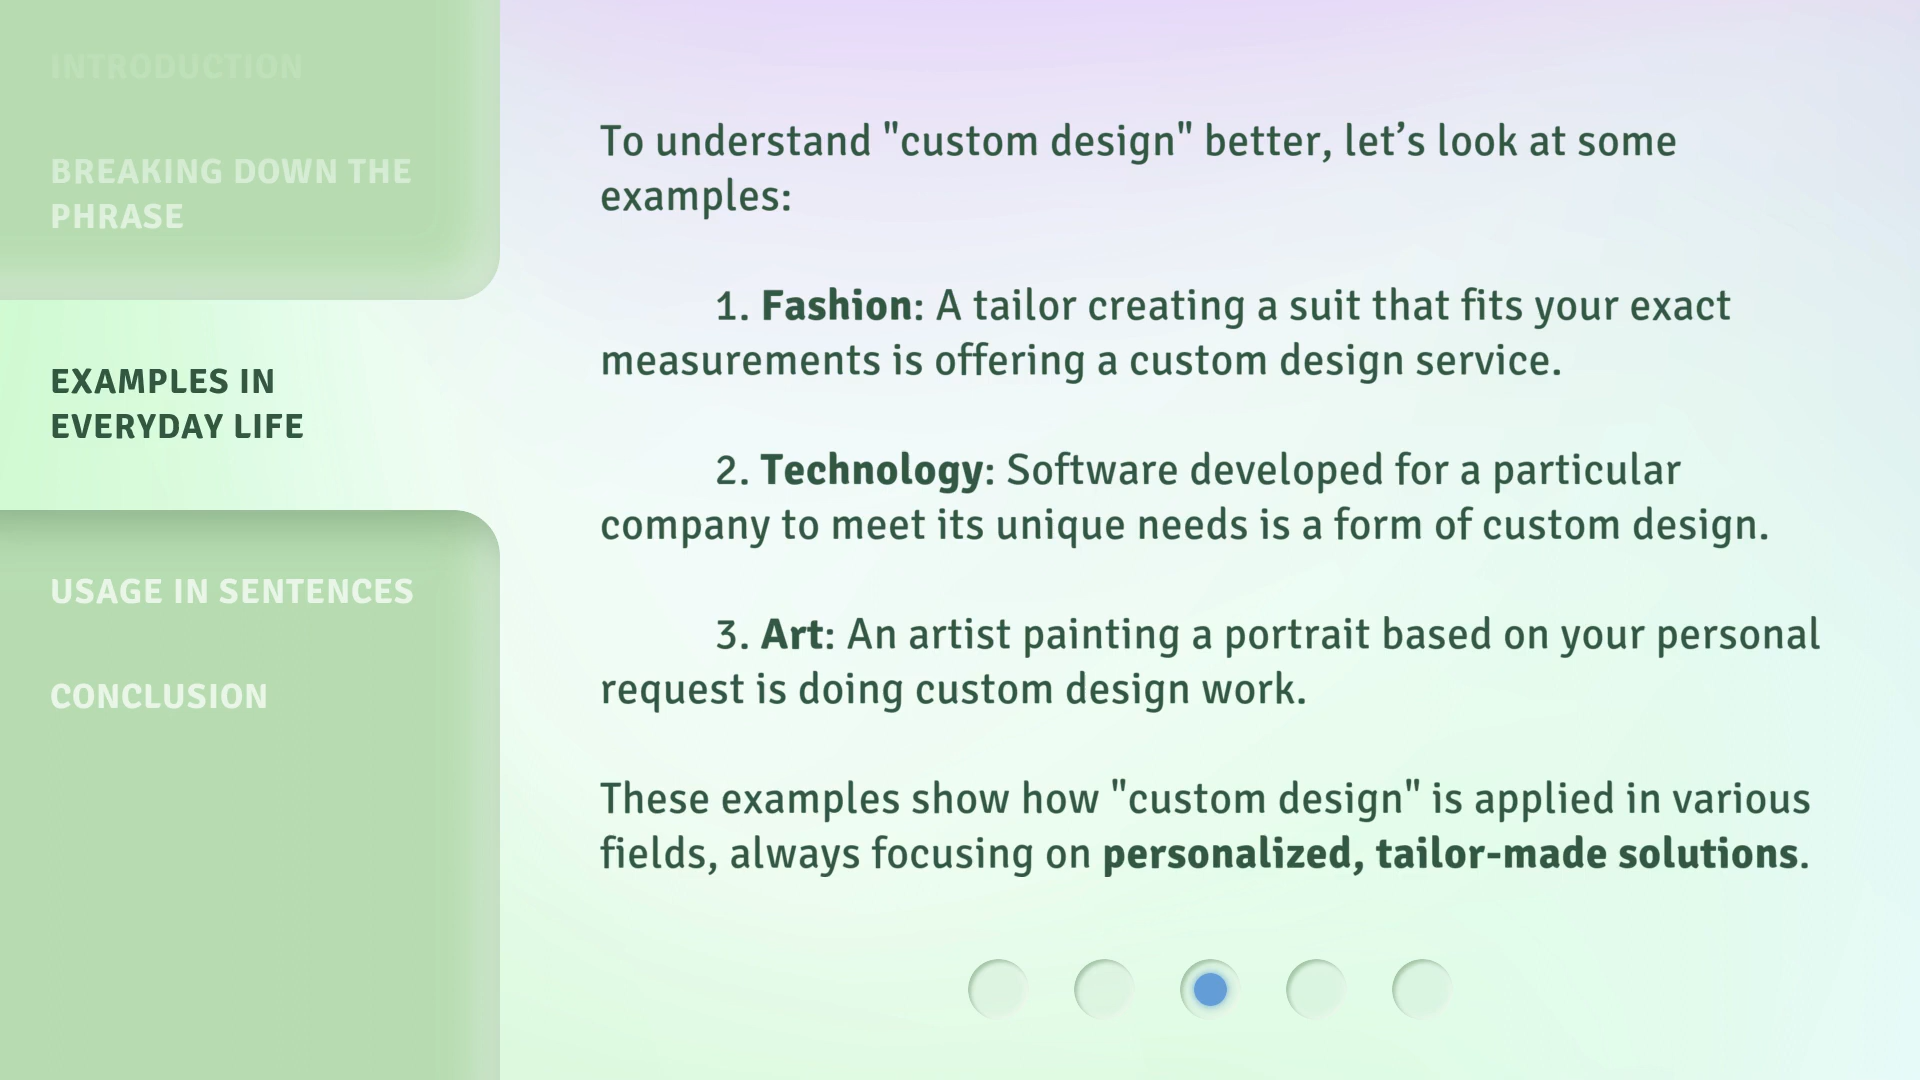 INTRODUCTION
BREAKING DOWN THE
PHRASE
EXAMPLES IN
EVERYDAY LIFE
USAGE IN SENTENCES
CONCLUSION
To understand "custom design" better, let’s look at some
examples:
1. Fashion: A tailor creating a suit that fits your exact
measurements is offering a custom design service.
2. Technology: Software developed for a particular
company to meet its unique needs is a form of custom design.
3. Art: An artist painting a portrait based on your personal
request is doing custom design work.
These examples show how "custom design" is applied in various
fields, always focusing on personalized, tailor-made solutions.